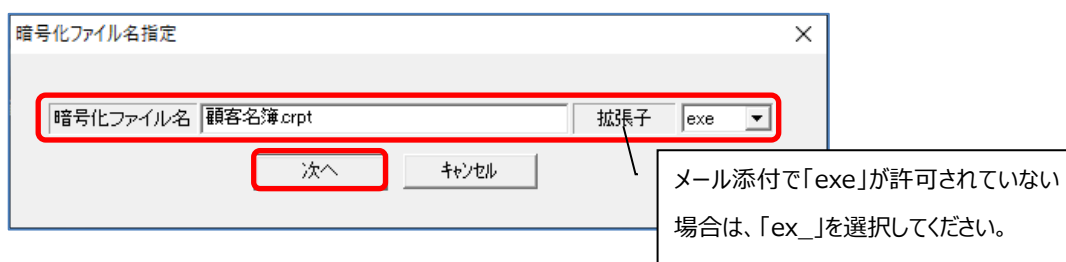 暗号化ファイル名指定
暗号化ファイル名 顧客名簿.crpt 拡張子 exe
次へ キャンセル
メール添付で「exe」が許可されていない
場合は、「ex_」を選択してください。